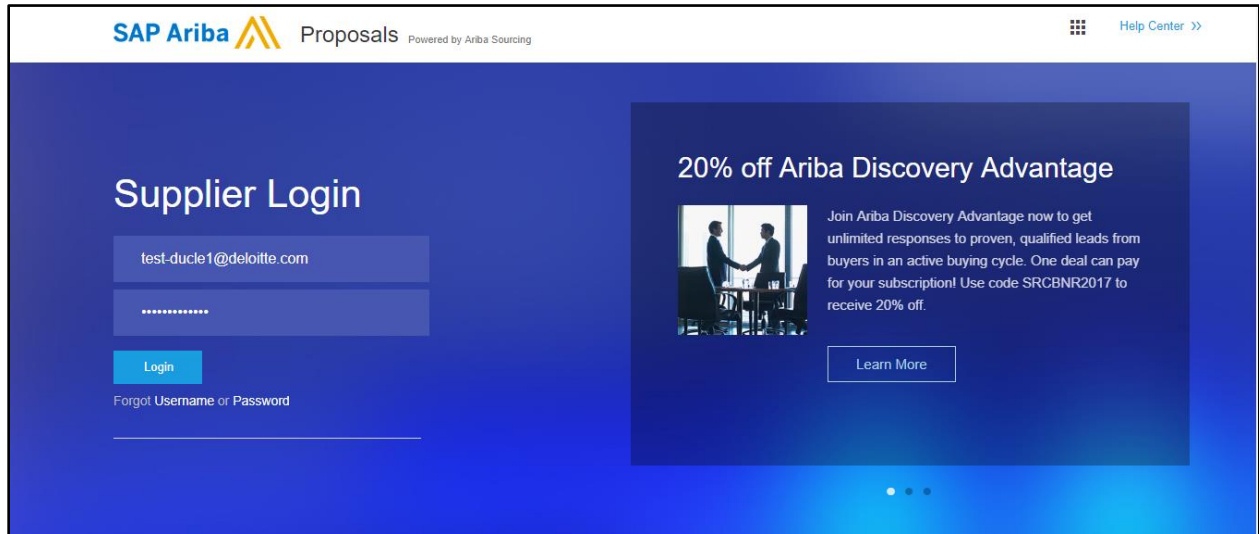 SAP Ariba Proposals Powered by Ariba Sourcing
Help Center »
Supplier Login
test-ducle1@deloitte.com
•••••••••••••
Login
Forgot Username or Password
20% off Ariba Discovery Advantage
Join Ariba Discovery Advantage now to get
unlimited responses to proven, qualified leads from
buyers in an active buying cycle. One deal can pay
for your subscription! Use code SRCBNR2017 to
receive 20% off.
Learn More